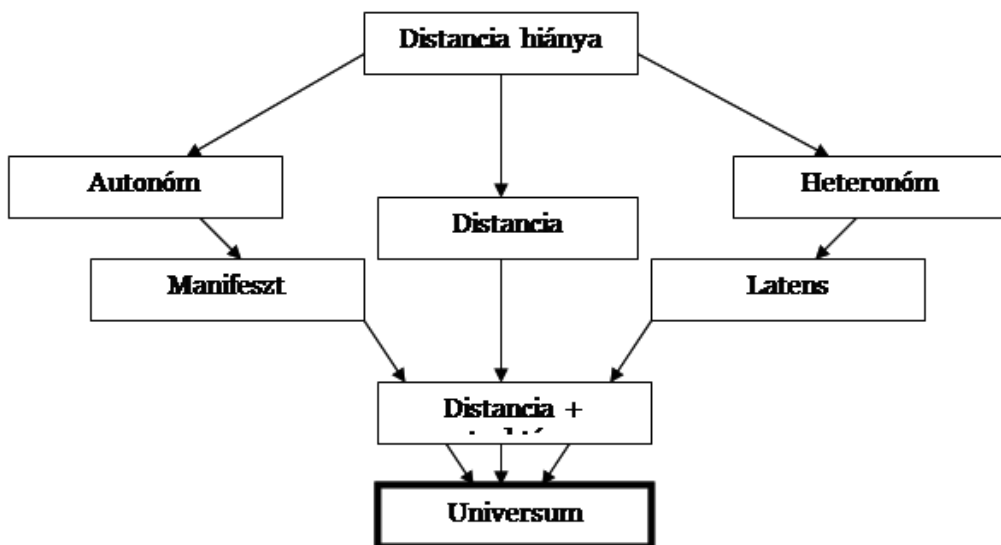 Distancia hiánya
Autonóm
Heteronóm
Distancia
Manifeszt
Latens
Distancia +
Universum